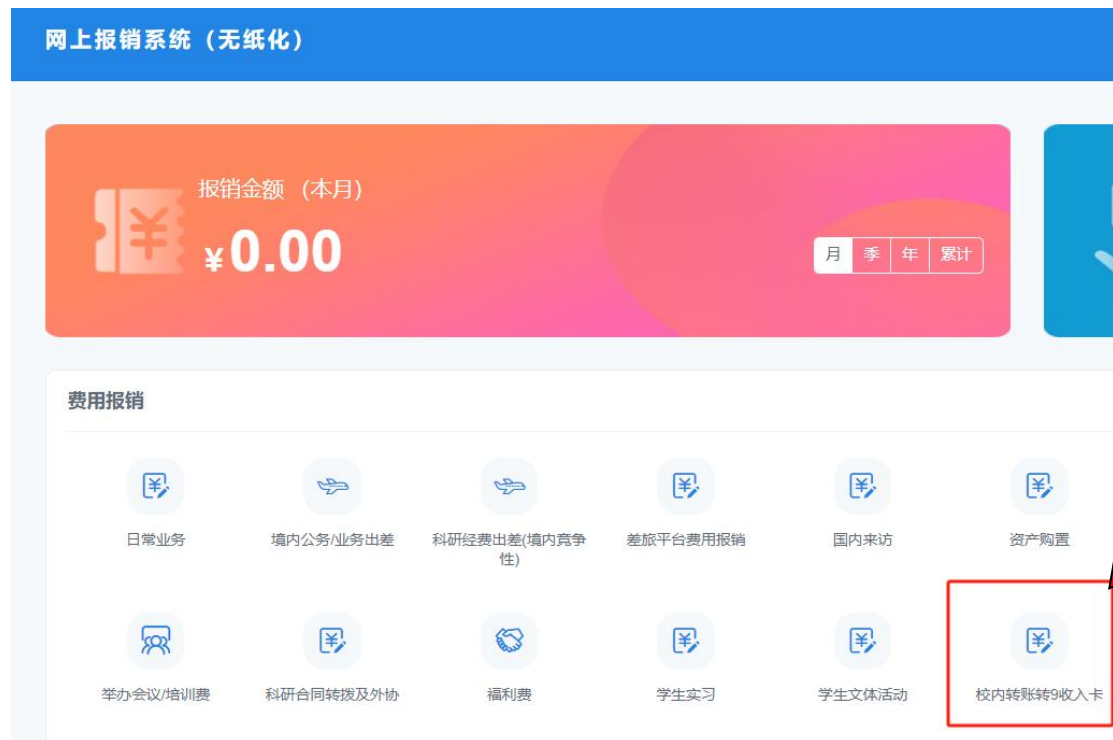 网上报销系统（无纸化）
报销金额 （本月）
¥0.00
月 季 年 累计
费用报销
日常业务 境内公务/业务出差 科研经费出差(境内竞争性) 差旅平台费用报销 国内来访 资产购置
举办会议/培训费 科研合同转拨及外协 福利费 学生实习 学生文体活动 校内转账转9收入卡